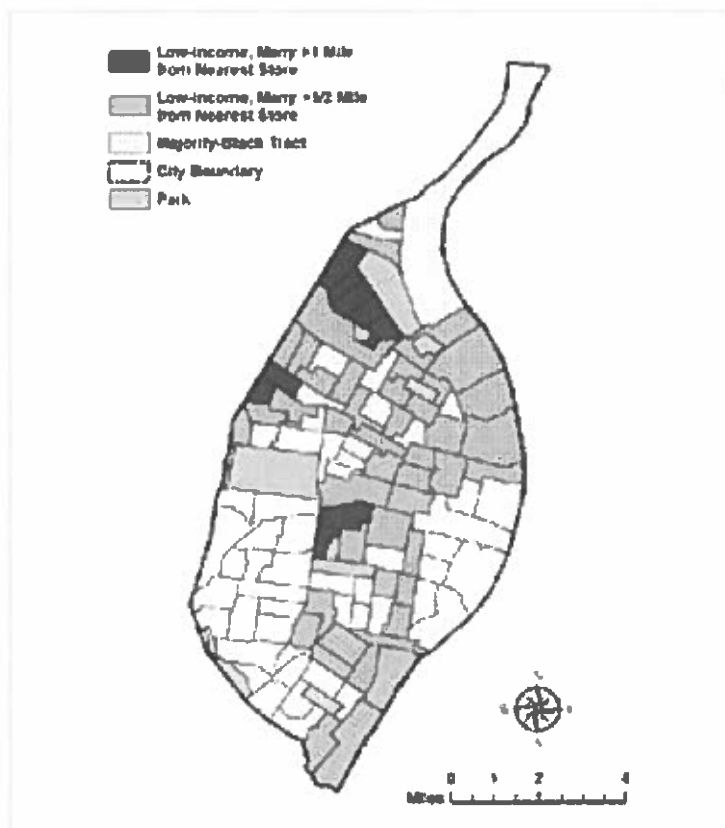 Low-Income, Many >1 Mile
from Nearest Store
Low-Income, Many >1/2 Mile
from Nearest Store
Majority-Black Tract
City Boundary
Park
0 1 2 4
Miles